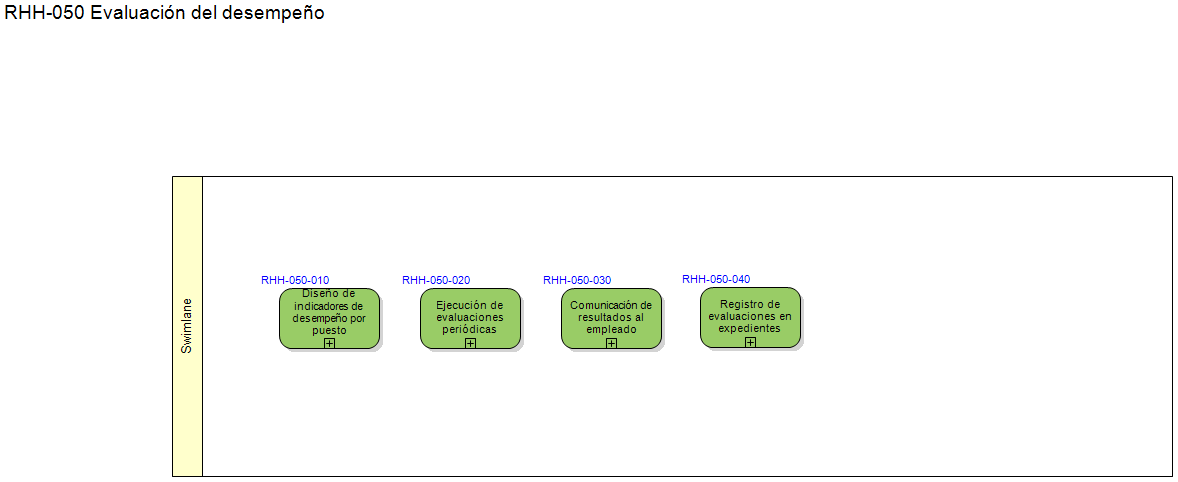 RHH-050 Evaluación del desempeño
Swimlane
RHH-050-010
Diseño de
indicadores de
desempeño por
puesto
RHH-050-020
Ejecución de
evaluaciones
periódicas
RHH-050-030
Comunicación de
resultados al
empleado
RHH-050-040
Registro de
evaluaciones en
expedientes